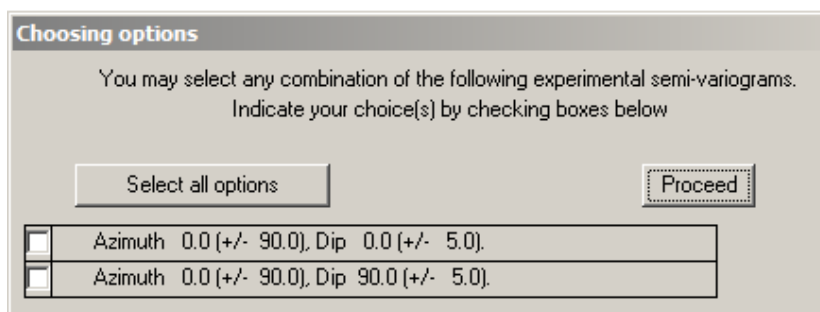 Choosing options
You may select any combination of the following experimental semi-variograms.
Indicate your choice(s) by checking boxes below
Select all options
Proceed
Azimuth 0.0 (+/- 90.0), Dip 0.0 (+/- 5.0).
Azimuth 0.0 (+/- 90.0), Dip 90.0 (+/- 5.0).